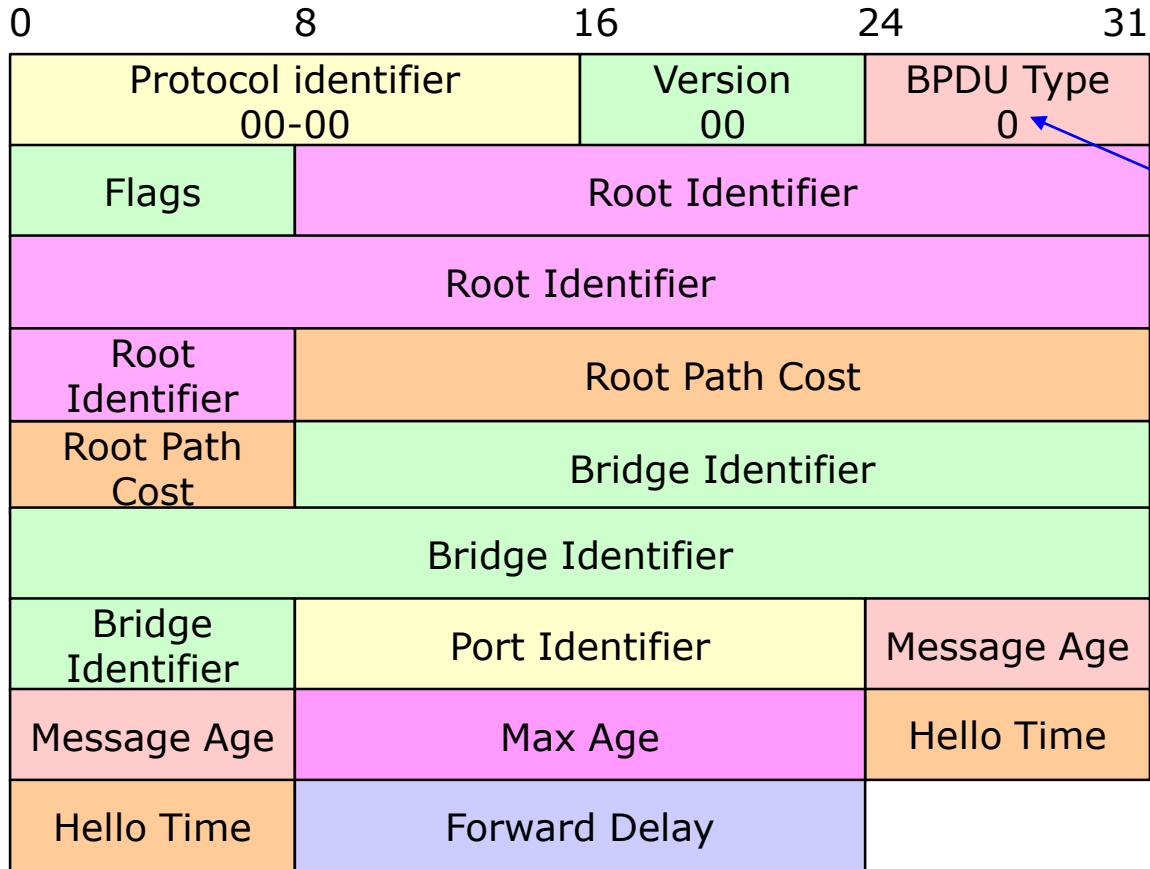 0 8 16 24 31
Protocol identifier
00-00
Version
00
BPDU Type
0
Flags
Root Identifier
Root Identifier
Root
Identifier
Root Path Cost
Root Path
Cost
Bridge Identifier
Bridge Identifier
Bridge
Identifier
Port Identifier
Message Age
Message Age
Max Age
Hello Time
Hello Time
Forward Delay